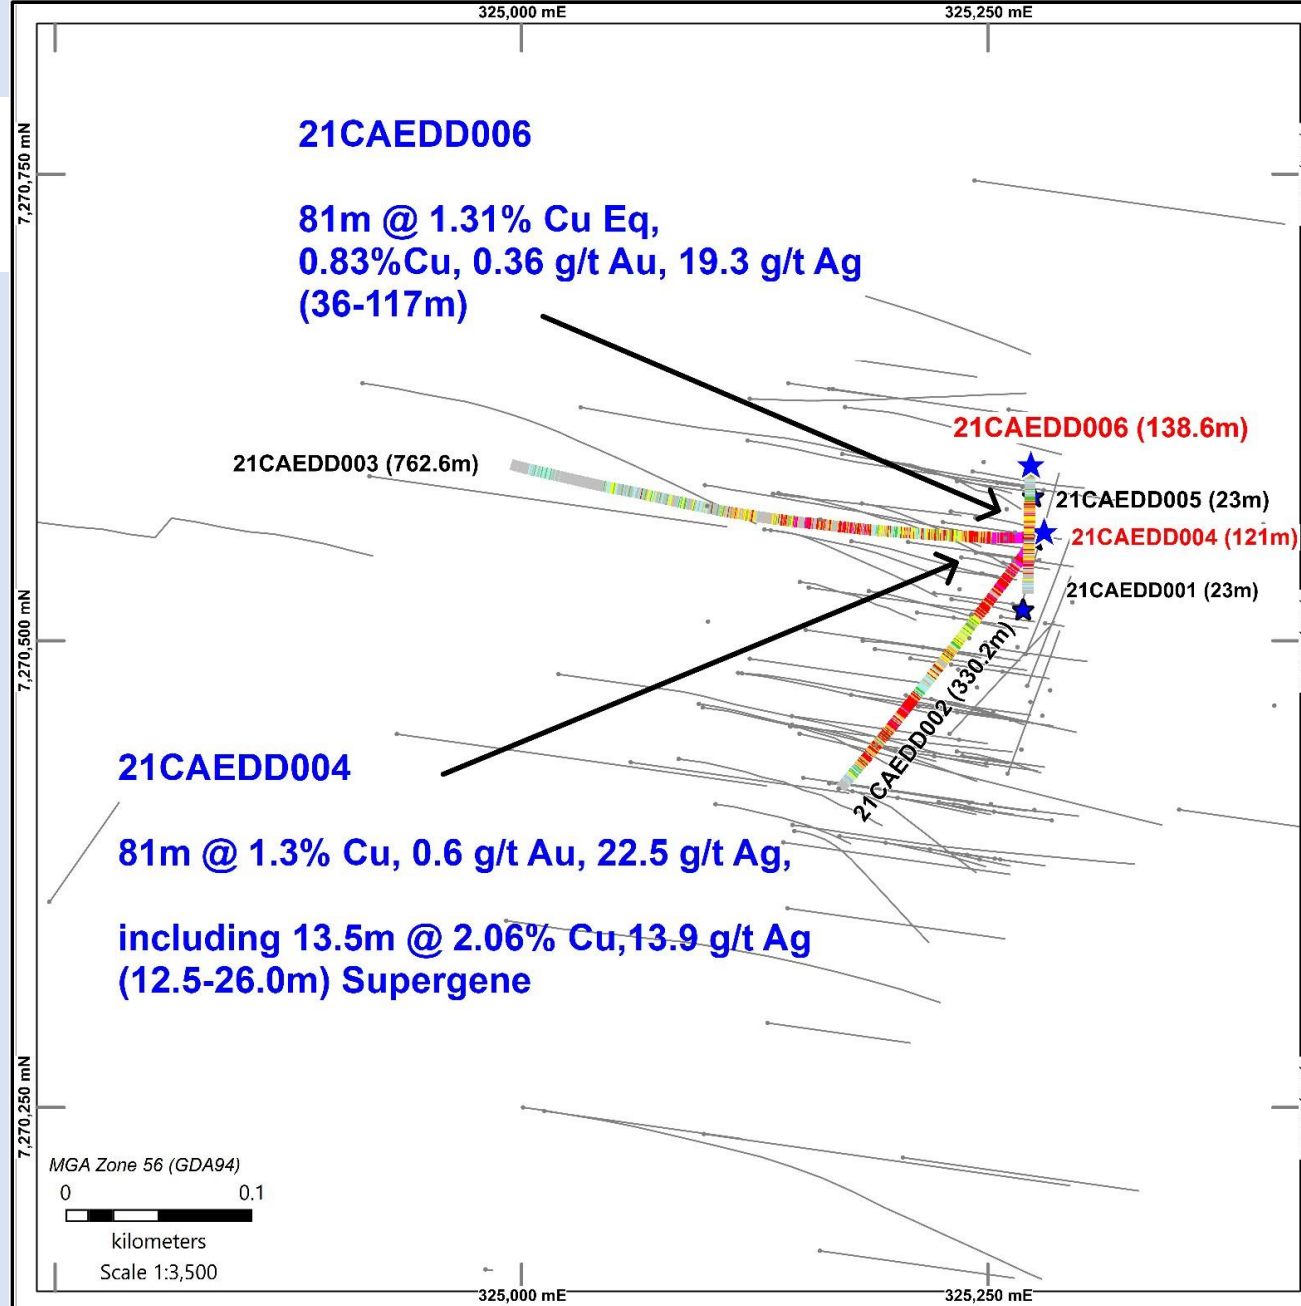 325,000 mE
325,250 mE
7,270,750 mN
21CAEDD006
81m @ 1.31% Cu Eq,
0.83%Cu, 0.36 g/t Au, 19.3 g/t Ag
(36-117m)
21CAEDD006 (138.6m)
21CAEDD003 (762.6m)
21CAEDD005 (23m)
21CAEDD004 (121m)
21CAEDD001 (23m)
7,270,500 mN
21CAEDD002 (330.2m)
21CAEDD004
81m @ 1.3% Cu, 0.6 g/t Au, 22.5 g/t Ag,
including 13.5m @ 2.06% Cu,13.9 g/t Ag
(12.5-26.0m) Supergene
7,270,250 mN
MGA Zone 56 (GDA94)
0 0.1
kilometers
Scale 1:3,500
325,000 mE
325,250 mE